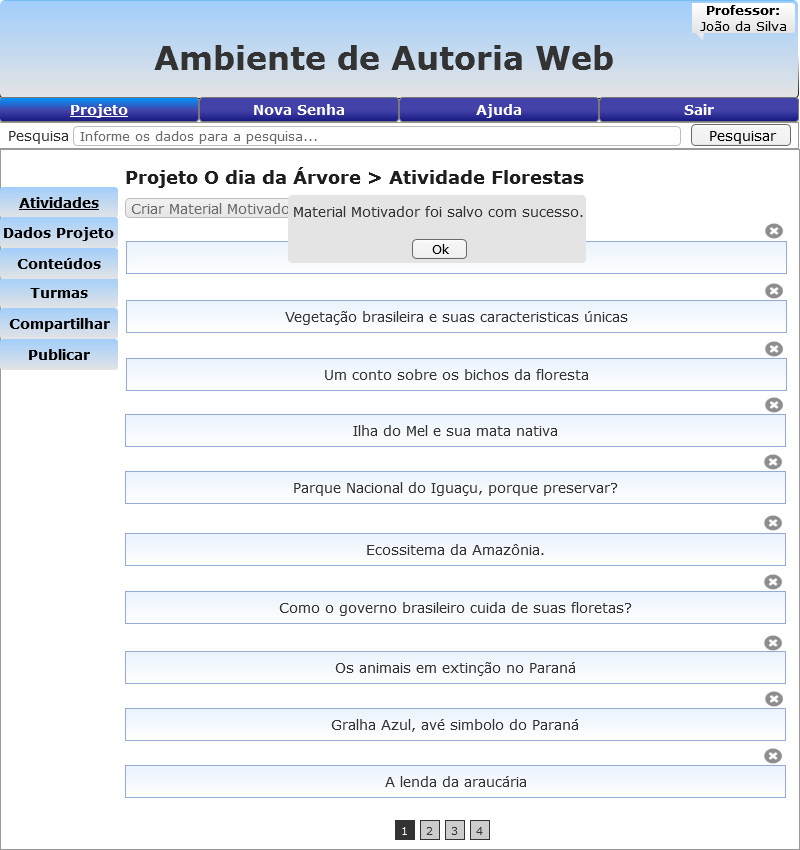 Professor:
João da Silva
Ambiente de Autoria Web
Projeto
Nova Senha
Ajuda
Sair
Pesquisa
Informe os dados para a pesquisa...
Pesquisar
Projeto O dia da Árvore > Atividade Florestas
Atividades
Dados Projeto
Conteúdos
Turmas
Compartilhar
Publicar
Criar Material Motivado
Material Motivador foi salvo com sucesso.
Ok
Vegetação brasileira e suas caracteristicas únicas
Um conto sobre os bichos da floresta
Ilha do Mel e sua mata nativa
Parque Nacional do Iguaçu, porque preservar?
Ecossitema da Amazônia.
Como o governo brasileiro cuida de suas floretas?
Os animais em extinção no Paraná
Gralha Azul, avé simbolo do Paraná
A lenda da araucária
1 2 3 4